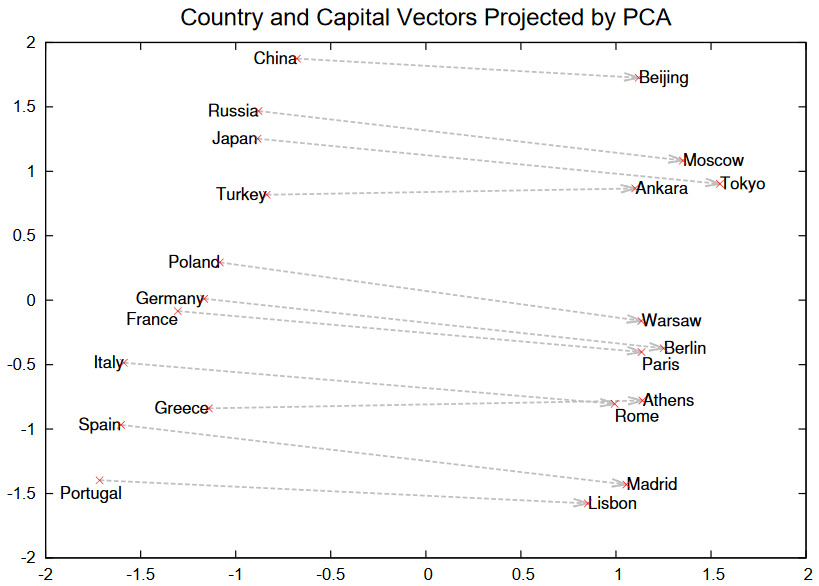 Country and Capital Vectors Projected by PCA
2
1.5
1
0.5
0
-0.5
-1
-1.5
-2
-2
-1.5
-1
-0.5
0
0.5
1
1.5
2
China
Beijing
Russia
Japan
Moscow
Tokyo
Turkey
Ankara
Poland
Germany
France
Warsaw
Berlin
Paris
Italy
Greece
Athens
Rome
Spain
Madrid
Portugal
Lisbon